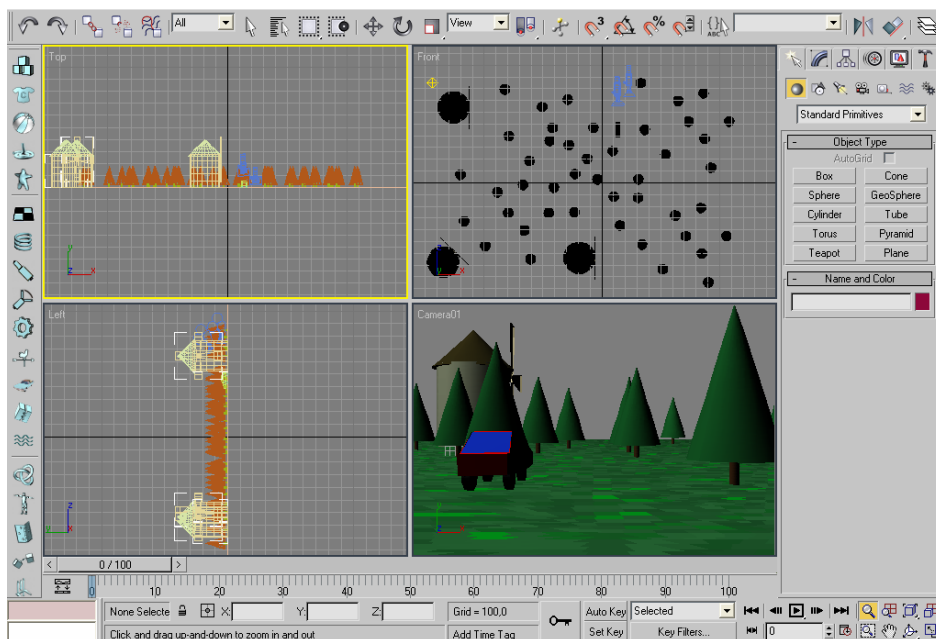 All
View
3
%
{}
ABC
Top
Front
Standard Primitives
- Object Type
AutoGrid
Box Cone
Sphere GeoSphere
Cylinder Tube
Torus Pyramid
Teapot Plane
- Name and Color
Left
Camera01
y
x
z
< 0 / 100 >
0 10 20 30 40 50 60 70 80 90 100
None Selecte X: Y: Z: Grid = 100,0 Auto Key Selected
Click and drag up-and-down to zoom in and out Add Time Tag Set Key Key Filters... 0